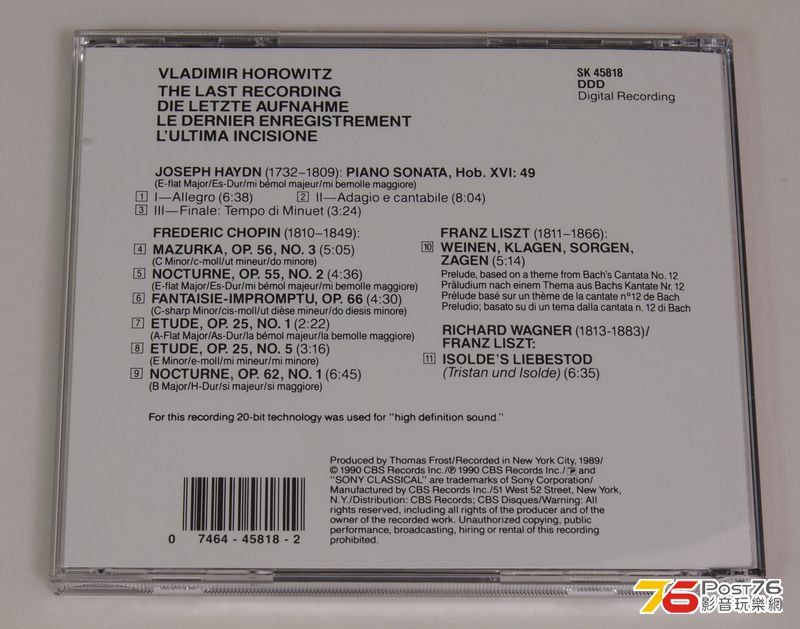 VLADIMIR HOROWITZ
THE LAST RECORDING
DIE LETZTE AUFNAHME
LE DERNIER ENREGISTREMENT
L'ULTIMA INCISIONE
SK 45818
DDD
Digital Recording
JOSEPH HAYDN (1732–1809): PIANO SONATA, Hob. XVI: 49
(E-flat Major/Es-Dur/mi bémol majeur/mi bemolle maggiore)
1 I—Allegro (6:38) 2 II—Adagio e cantabile (8:04)
3 III—Finale: Tempo di Minuet (3:24)
FREDERIC CHOPIN (1810–1849):
4 MAZURKA, OP. 56, NO. 3 (5:05)
(C Minor/c-moll/ut mineur/do minore)
5 NOCTURNE, OP. 55, NO. 2 (4:36)
(E-flat Major/Es-Dur/mi bémol majeur/mi bemolle maggiore)
6 FANTAISIE-IMPROMPTU, OP. 66 (4:30)
(C-sharp Minor/cis-moll/ut dièse mineur/do diesis minore)
7 ETUDE, OP. 25, NO. 1 (2:22)
(A-Flat Major/As-Dur/la bémol majeur/la bemolle maggiore)
8 ETUDE, OP. 25, NO. 5 (3:16)
(E Minor/e-moll/mi mineur/mi minore)
9 NOCTURNE, OP. 62, NO. 1 (6:45)
(B Major/H-Dur/si majeur/si maggiore)
FRANZ LISZT (1811–1866):
10 WEINEN, KLAGEN, SORGEN,
ZAGEN (5:14)
Prelude, based on a theme from Bach's Cantata No. 12
Präludium nach einem Thema aus Bachs Kantate Nr. 12
Prélude basé sur un thème de la cantate n° 12 de Bach
Preludio; basato su di un tema dalla cantata n. 12 di Bach
RICHARD WAGNER (1813-1883)/
FRANZ LISZT:
11 ISOLDE'S LIEBESTOD
(Tristan und Isolde) (6:35)
For this recording 20-bit technology was used for "high definition sound."
Produced by Thomas Frost/Recorded in New York City, 1989/
© 1990 CBS Records Inc./℗ 1990 CBS Records Inc./ and
"SONY CLASSICAL" are trademarks of Sony Corporation/
Manufactured by CBS Records Inc./51 West 52 Street, New York,
N.Y./Distribution: CBS Records; CBS Disques/Warning: All
rights reserved, including all rights of the producer and of the
owner of the recorded work. Unauthorized copying, public
performance, broadcasting, hiring or rental of this recording
prohibited.
0 7464-45818-2
76 Post76
影音玩樂網